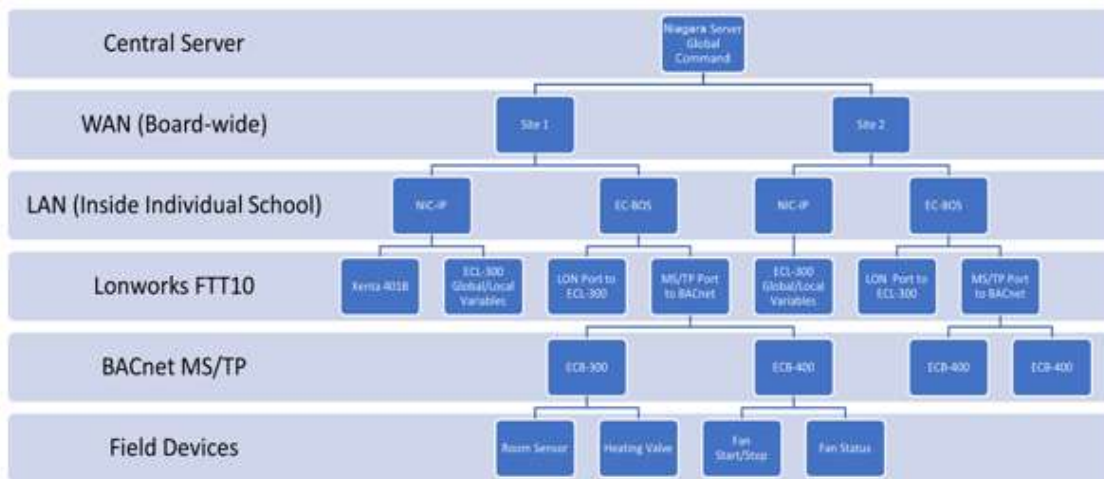 Central Server
Niagara Server
Global
Command
WAN (Board-wide)
Site 1
Site 2
LAN (Inside Individual School)
NIC-IP
EC-BOS
NIC-IP
EC-BOS
Lonworks FTT10
Xenta 401B
ECL-300
Global/Local
Variables
LON Port to
ECL-300
MS/TP Port
to BACnet
ECL-300
Global/Local
Variables
LON Port to
ECL-300
MS/TP Port
to BACnet
BACnet MS/TP
ECB-300
ECB-400
ECB-400
ECB-400
Field Devices
Room Sensor
Heating Valve
Fan
Start/Stop
Fan Status